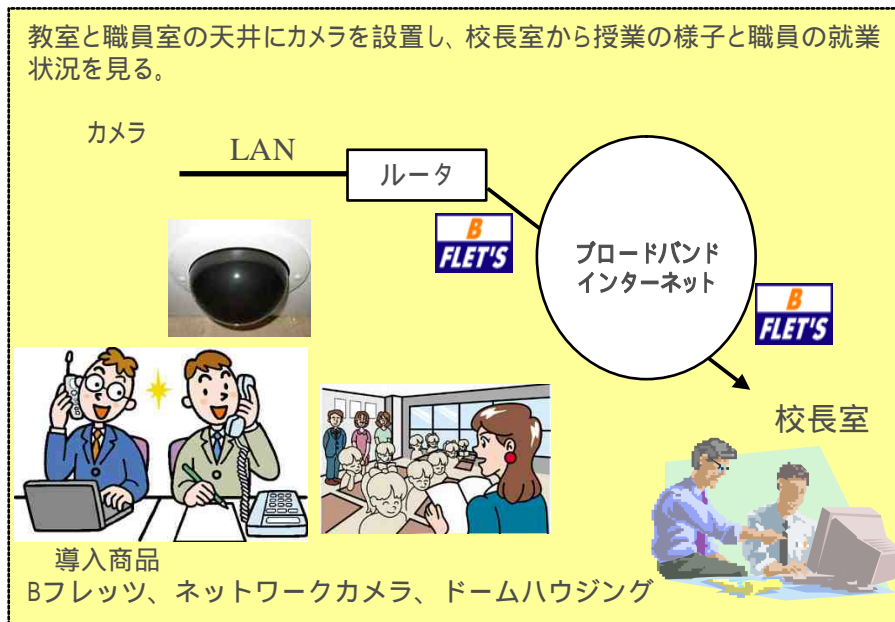 教室と職員室の天井にカメラを設置し、校長室から授業の様子と職員の就業
状況を見る。
カメラ
LAN
ルータ
B
FLET'S
ブロードバンド
インターネット
B
FLET'S
校長室
導入商品
Bフレッツ、ネットワークカメラ、ドームハウジング